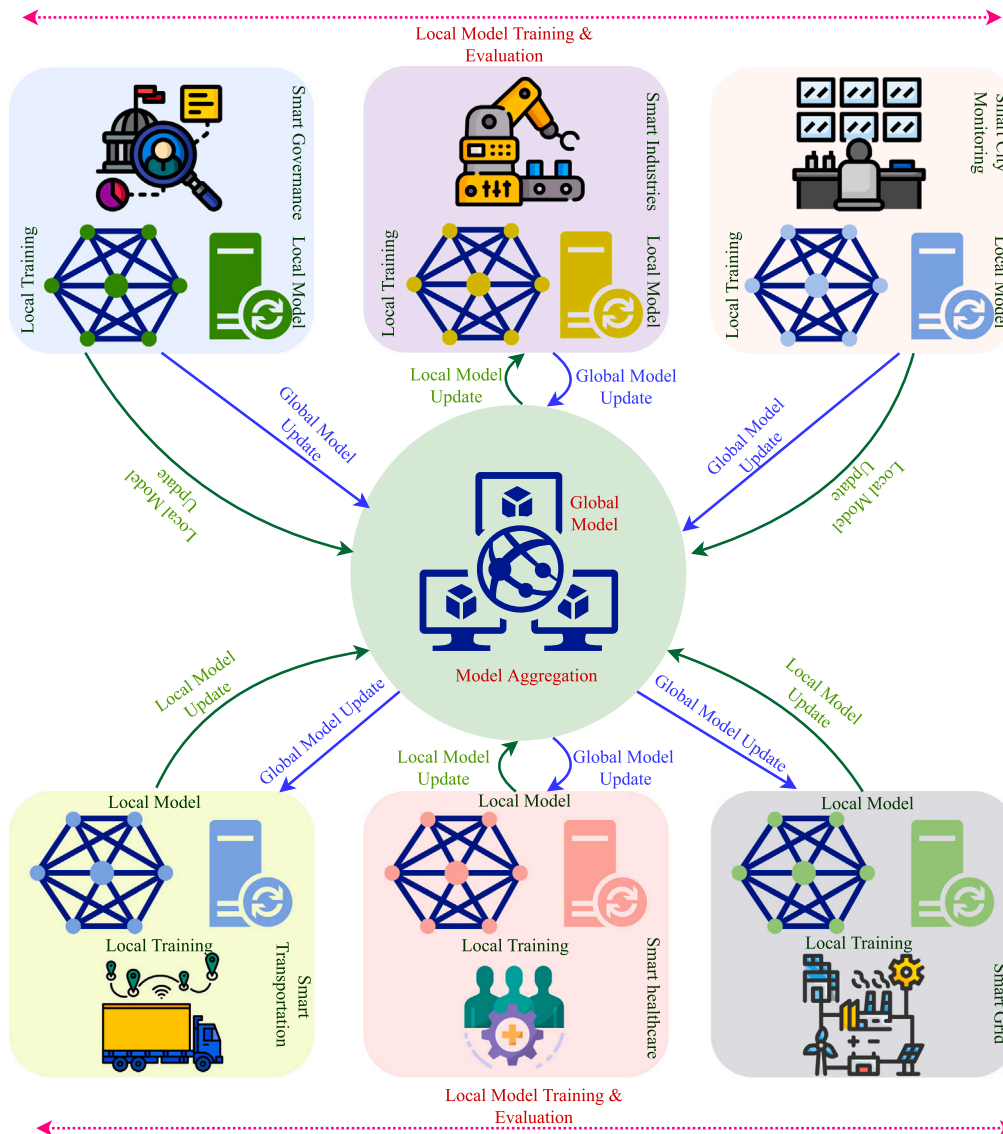 Local Model Training &
Evaluation
Smart Governance
Local Training
Local Model
Smart Industries
Local Training
Local Model
Smart City
Monitoring
Local Training
Local Model
Local Model
Update
Global Model
Update
Global Model
Update
Local Model
Update
Global Model
Update
Local Model
Update
Global
Model
Model Aggregation
Local Model
Update
Global Model Update
Local Model
Update
Global Model
Update
Global Model Update
Local Model
Update
Local Model
Local Training
Smart
Transportation
Local Model
Local Training
Smart healthcare
Local Model
Local Training
Smart Grid
Local Model Training &
Evaluation